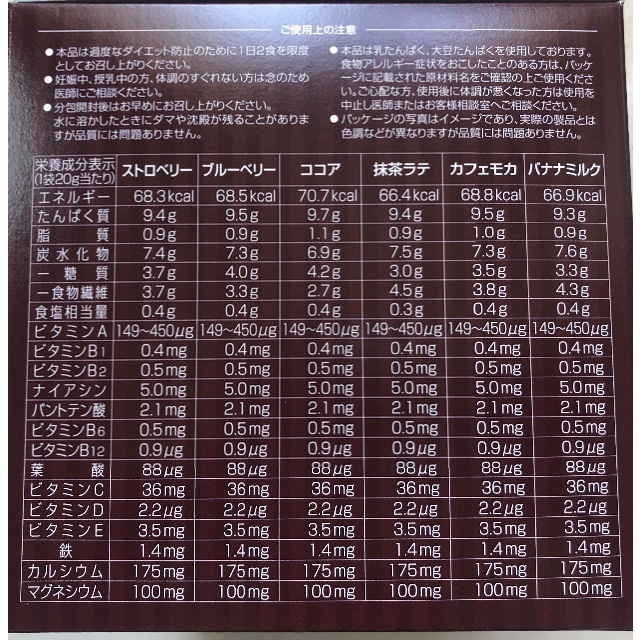 ご使用上の注意
●本品は過度なダイエット防止のために1日2食を限度
としてお召し上がりください。
●妊娠中、授乳中の方、体調のすぐれない方は念のため
医師にご相談ください。
●分包開封後はお早めにお召し上がりください。
水に溶かしたときにダマや沈殿が残ることがありま
すが品質には問題ありません。
●本品は乳たんぱく、大豆たんぱくを使用しております。
食物アレルギー症状をおこしたことのある方は、パッケ
ージに記載された原材料名をご確認の上ご使用くださ
い。ご心配な方、使用後に体調が悪くなった方は使用を
中止し医師またはお客様相談室へご相談ください。
●パッケージの写真はイメージであり、実際の製品とは
色調などが異なりますが品質には問題ありません。
栄養成分表示
(1袋20g当たり) ストロベリー ブルーベリー ココア 抹茶ラテ カフェモカ バナナミルク
エネルギー 68.3kcal 68.5kcal 70.7kcal 66.4kcal 68.8kcal 66.9kcal
たんぱく質 9.4g 9.5g 9.7g 9.4g 9.5g 9.3g
脂質 0.9g 0.9g 1.1g 0.9g 1.0g 0.9g
炭水化物 7.4g 7.3g 6.9g 7.5g 7.3g 7.6g
－糖質 3.7g 4.0g 4.2g 3.0g 3.5g 3.3g
－食物繊維 3.7g 3.3g 2.7g 4.5g 3.8g 4.3g
食塩相当量 0.4g 0.4g 0.4g 0.3g 0.4g 0.4g
ビタミンA 149〜450μg 149〜450μg 149〜450μg 149〜450μg 149〜450μg 149〜450μg
ビタミンB1 0.4mg 0.4mg 0.4mg 0.4mg 0.4mg 0.4mg
ビタミンB2 0.5mg 0.5mg 0.5mg 0.5mg 0.5mg 0.5mg
ナイアシン 5.0mg 5.0mg 5.0mg 5.0mg 5.0mg 5.0mg
パントテン酸 2.1mg 2.1mg 2.1mg 2.1mg 2.1mg 2.1mg
ビタミンB6 0.5mg 0.5mg 0.5mg 0.5mg 0.5mg 0.5mg
ビタミンB12 0.9μg 0.9μg 0.9μg 0.9μg 0.9μg 0.9μg
葉酸 88μg 88μg 88μg 88μg 88μg 88μg
ビタミンC 36mg 36mg 36mg 36mg 36mg 36mg
ビタミンD 2.2μg 2.2μg 2.2μg 2.2μg 2.2μg 2.2μg
ビタミンE 3.5mg 3.5mg 3.5mg 3.5mg 3.5mg 3.5mg
鉄 1.4mg 1.4mg 1.4mg 1.4mg 1.4mg 1.4mg
カルシウム 175mg 175mg 175mg 175mg 175mg 175mg
マグネシウム 100mg 100mg 100mg 100mg 100mg 100mg